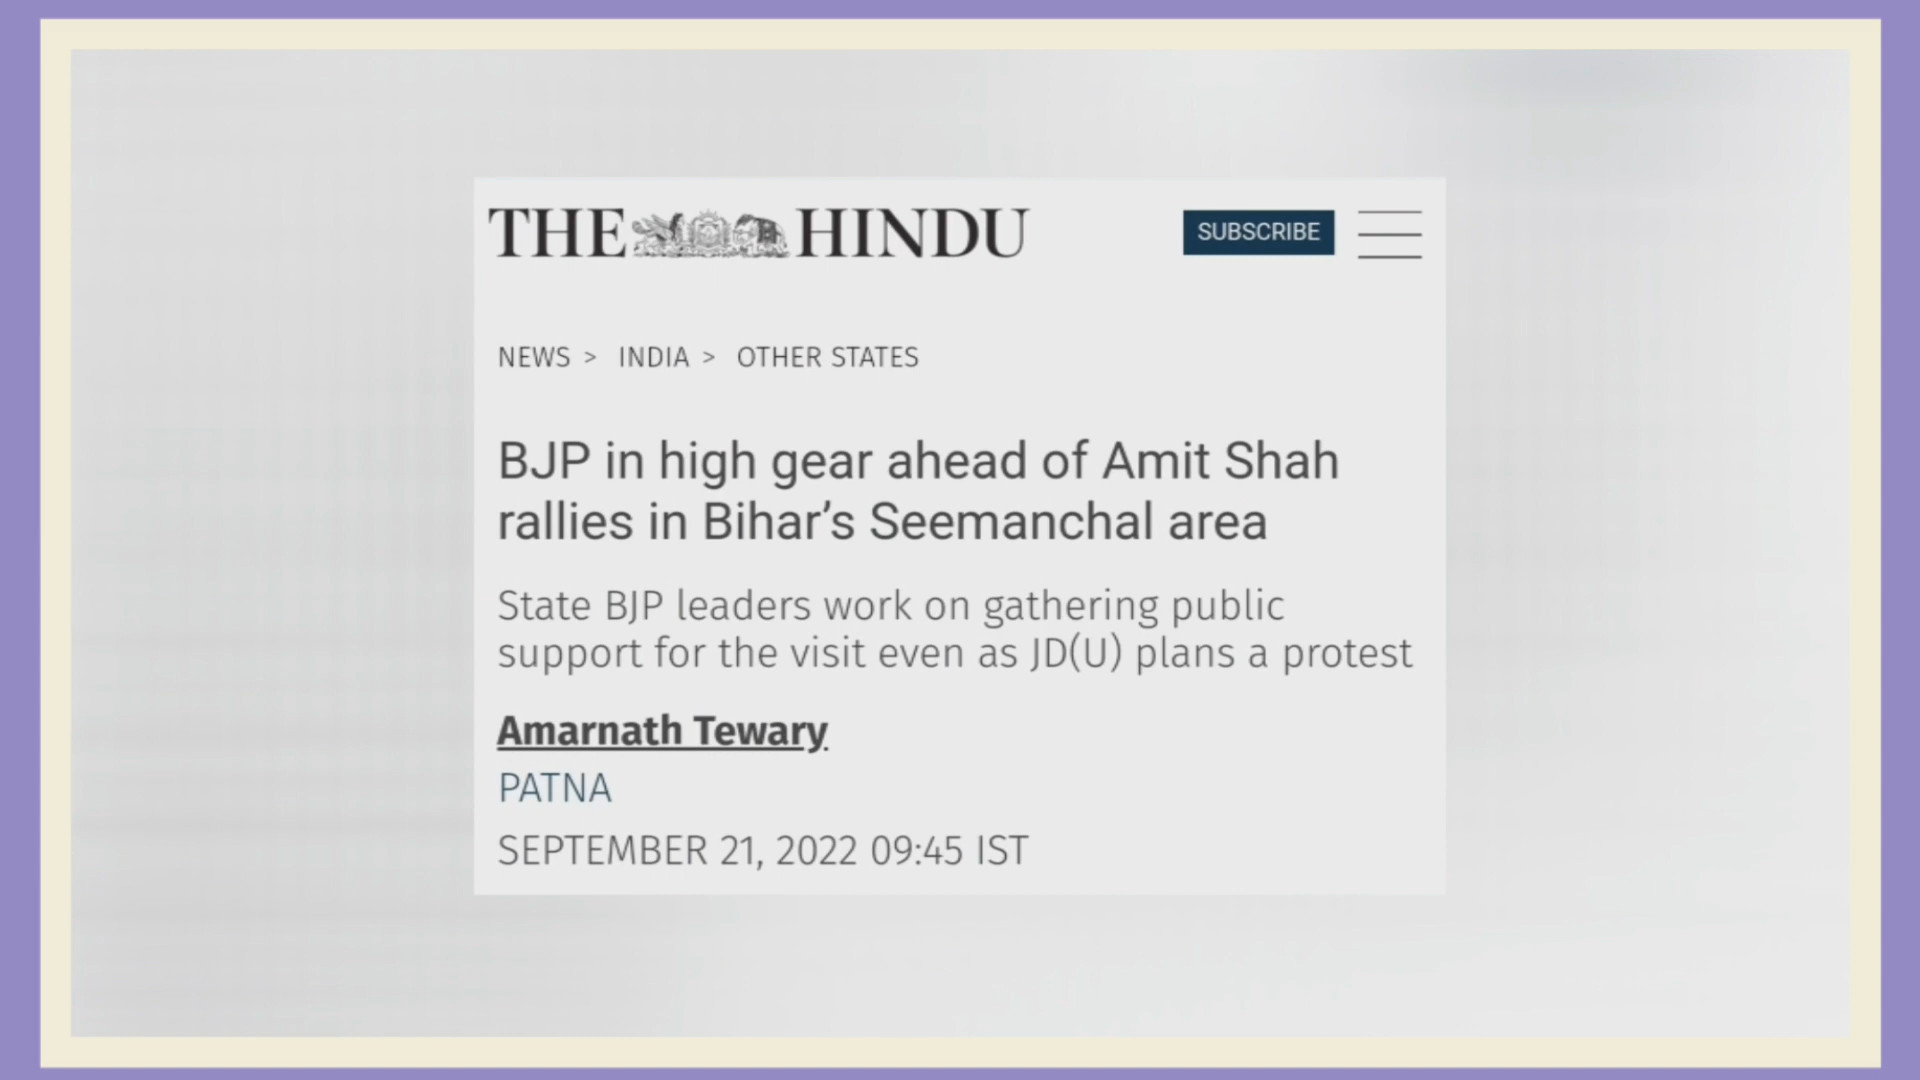 THE HINDU
SUBSCRIBE
NEWS > INDIA > OTHER STATES
BJP in high gear ahead of Amit Shah
rallies in Bihar’s Seemanchal area
State BJP leaders work on gathering public
support for the visit even as JD(U) plans a protest
Amarnath Tewary
PATNA
SEPTEMBER 21, 2022 09:45 IST